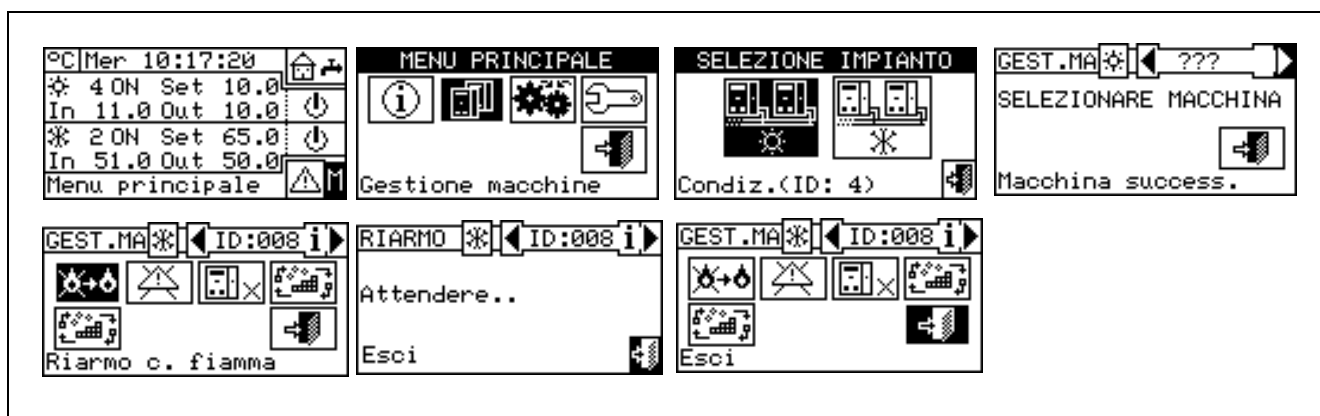 °C Mer 10:17:20
4 ON Set 10.0
In 11.0 Out 10.0
2 ON Set 65.0
In 51.0 Out 50.0
Menu principale
M
MENU PRINCIPALE
i
Gestione macchine
SELEZIONE IMPIANTO
Condiz.(ID: 4)
GEST.MA ???
SELEZIONARE MACCHINA
Macchina success.
GEST.MA ID:008 i
Riarmo c. fiamma
RIARMO ID:008 i
Attendere..
Esci
GEST.MA ID:008 i
Esci